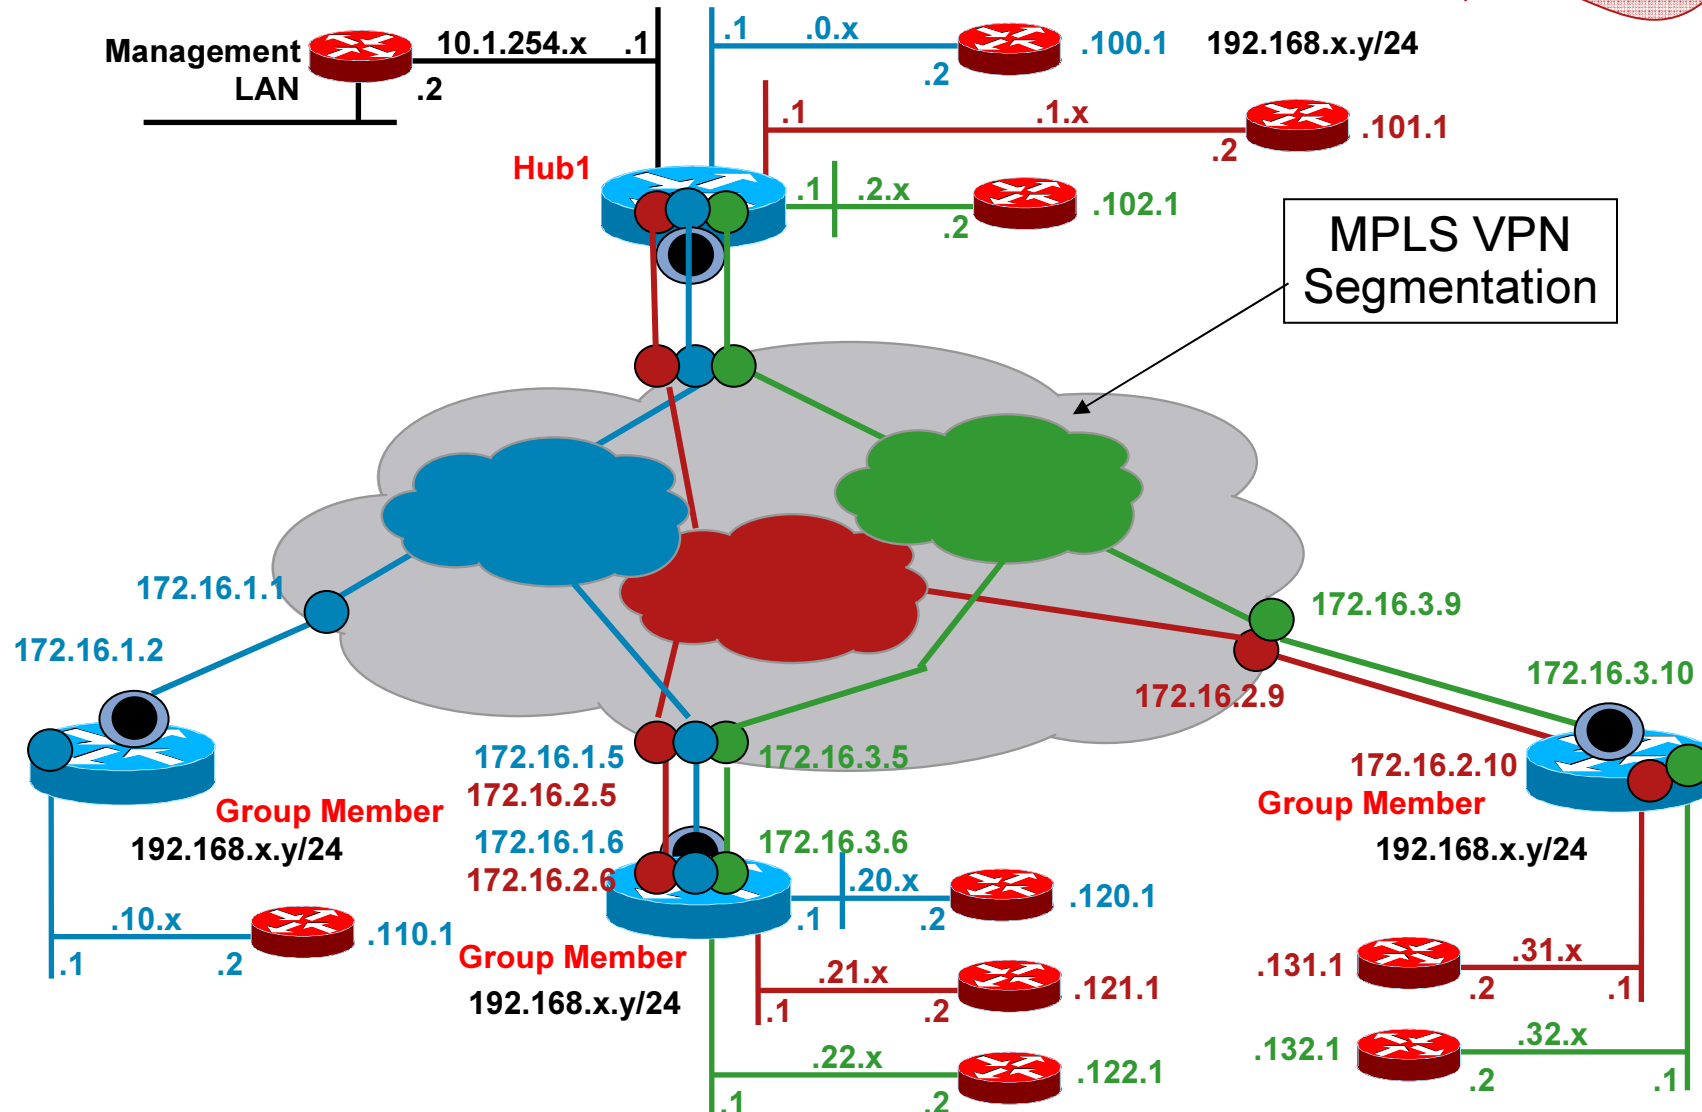 Management
LAN
10.1.254.x
.1
.2
.1
.0.x
.2
.100.1
192.168.x.y/24
.1
.1.x
.2
.101.1
Hub1
.1
.2.x
.2
.102.1
MPLS VPN
Segmentation
172.16.1.1
172.16.1.2
172.16.3.9
172.16.2.9
172.16.3.10
172.16.2.10
Group Member
192.168.x.y/24
172.16.1.5
172.16.3.5
172.16.2.5
172.16.1.6
172.16.3.6
172.16.2.6
Group Member
192.168.x.y/24
.10.x
.1
.2
.110.1
Group Member
192.168.x.y/24
.20.x
.1
.2
.120.1
.21.x
.1
.2
.121.1
.22.x
.1
.2
.122.1
.131.1
.31.x
.2
.1
.132.1
.32.x
.2
.1